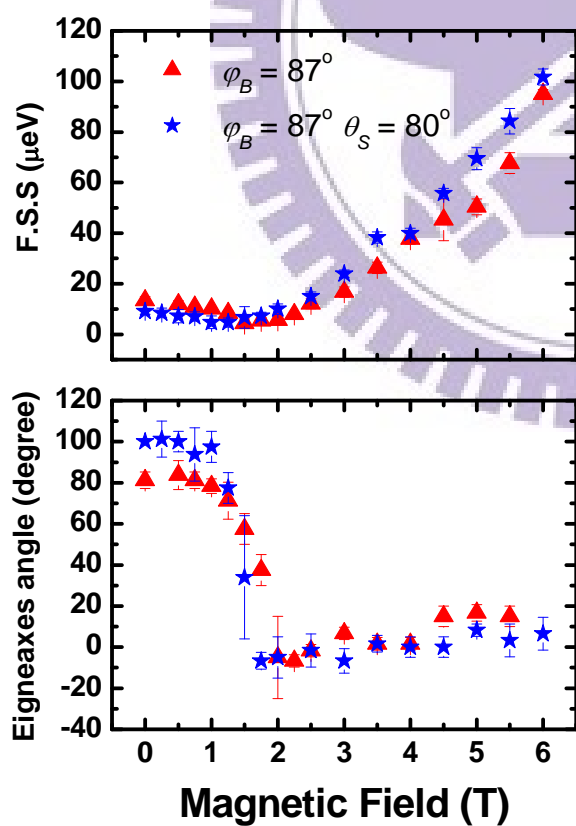 120
100
80
60
40
20
0
F.S.S (μeV)
φB = 87°
φB = 87° θS = 80°
120
100
80
60
40
20
0
-20
-40
Eigneaxes angle (degree)
0 1 2 3 4 5 6
Magnetic Field (T)